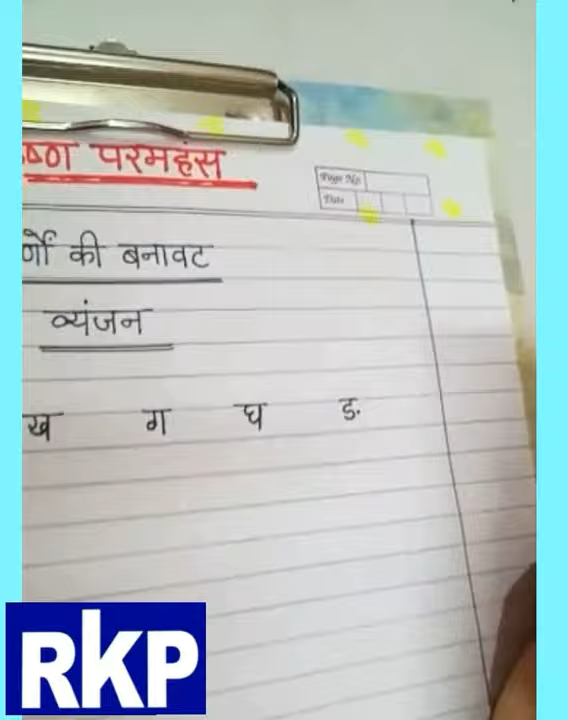 परमहंस
Page No.
Date
की बनावट
व्यंजन
ख ग घ ङ
RKP